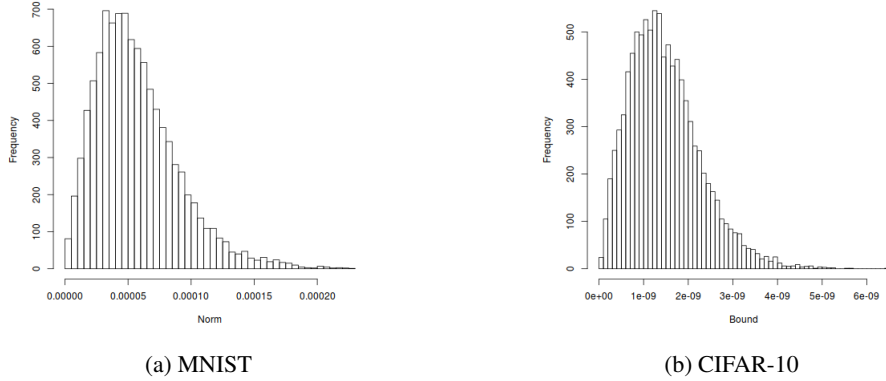 Frequency
0 100 200 300 400 500 600 700
0.00000 0.00005 0.00010 0.00015 0.00020
Norm
(a) MNIST
Frequency
0 100 200 300 400 500
0e+00 1e-09 2e-09 3e-09 4e-09 5e-09 6e-09
Bound
(b) CIFAR-10